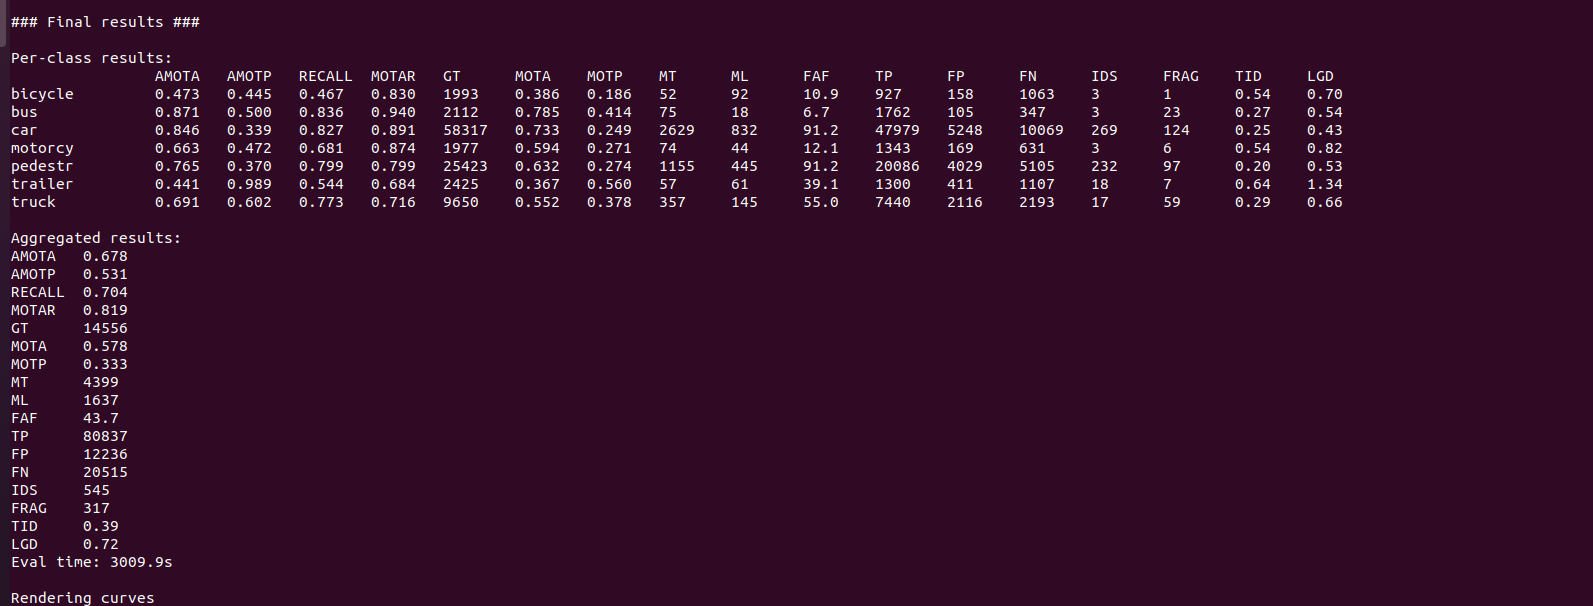 ### Final results ###
Per-class results:
AMOTA AMOTP RECALL MOTAR GT MOTA MOTP MT ML FAF TP FP FN IDS FRAG TID LGD
bicycle 0.473 0.445 0.467 0.830 1993 0.386 0.186 52 92 10.9 927 158 1063 3 1 0.54 0.70
bus 0.871 0.500 0.836 0.940 2112 0.785 0.414 75 18 6.7 1762 105 347 3 23 0.27 0.54
car 0.846 0.339 0.827 0.891 58317 0.733 0.249 2629 832 91.2 47979 5248 10069 269 124 0.25 0.43
motorcy 0.663 0.472 0.681 0.874 1977 0.594 0.271 74 44 12.1 1343 169 631 3 6 0.54 0.82
pedestr 0.765 0.370 0.799 0.799 25423 0.632 0.274 1155 445 91.2 20086 4029 5105 232 97 0.20 0.53
trailer 0.441 0.989 0.544 0.684 2425 0.367 0.560 57 61 39.1 1300 411 1107 18 7 0.64 1.34
truck 0.691 0.602 0.773 0.716 9650 0.552 0.378 357 145 55.0 7440 2116 2193 17 59 0.29 0.66
Aggregated results:
AMOTA 0.678
AMOTP 0.531
RECALL 0.704
MOTAR 0.819
GT 14556
MOTA 0.578
MOTP 0.333
MT 4399
ML 1637
FAF 43.7
TP 80837
FP 12236
FN 20515
IDS 545
FRAG 317
TID 0.39
LGD 0.72
Eval time: 3009.9s
Rendering curves